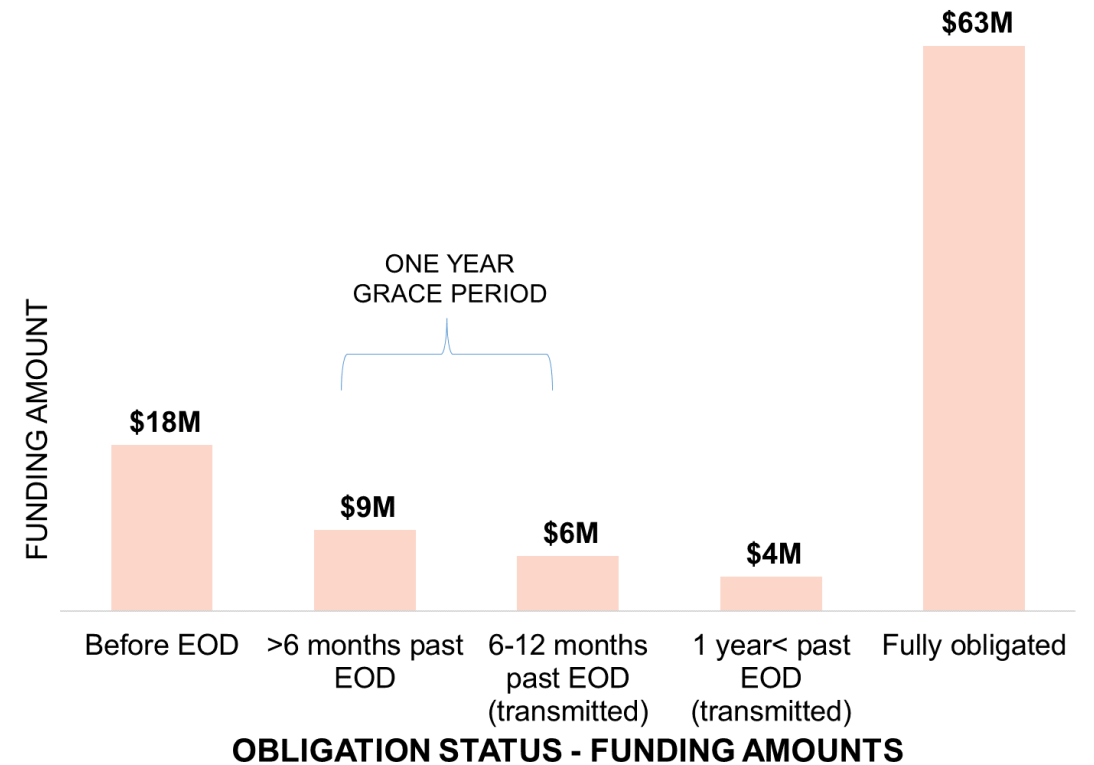 $63M
ONE YEAR
GRACE PERIOD
FUNDING AMOUNT
$18M
$9M
$6M
$4M
Before EOD
>6 months past
EOD
6-12 months
past EOD
(transmitted)
1 year< past
EOD
(transmitted)
Fully obligated
OBLIGATION STATUS - FUNDING AMOUNTS